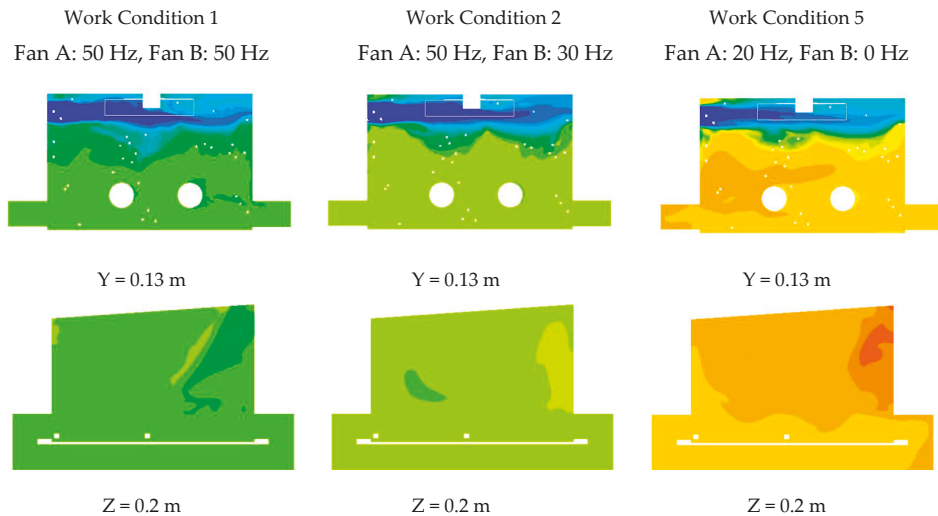 Work Condition 1 Work Condition 2 Work Condition 5
Fan A: 50 Hz, Fan B: 50 Hz Fan A: 50 Hz, Fan B: 30 Hz Fan A: 20 Hz, Fan B: 0 Hz
Y = 0.13 m Y = 0.13 m Y = 0.13 m
Z = 0.2 m Z = 0.2 m Z = 0.2 m